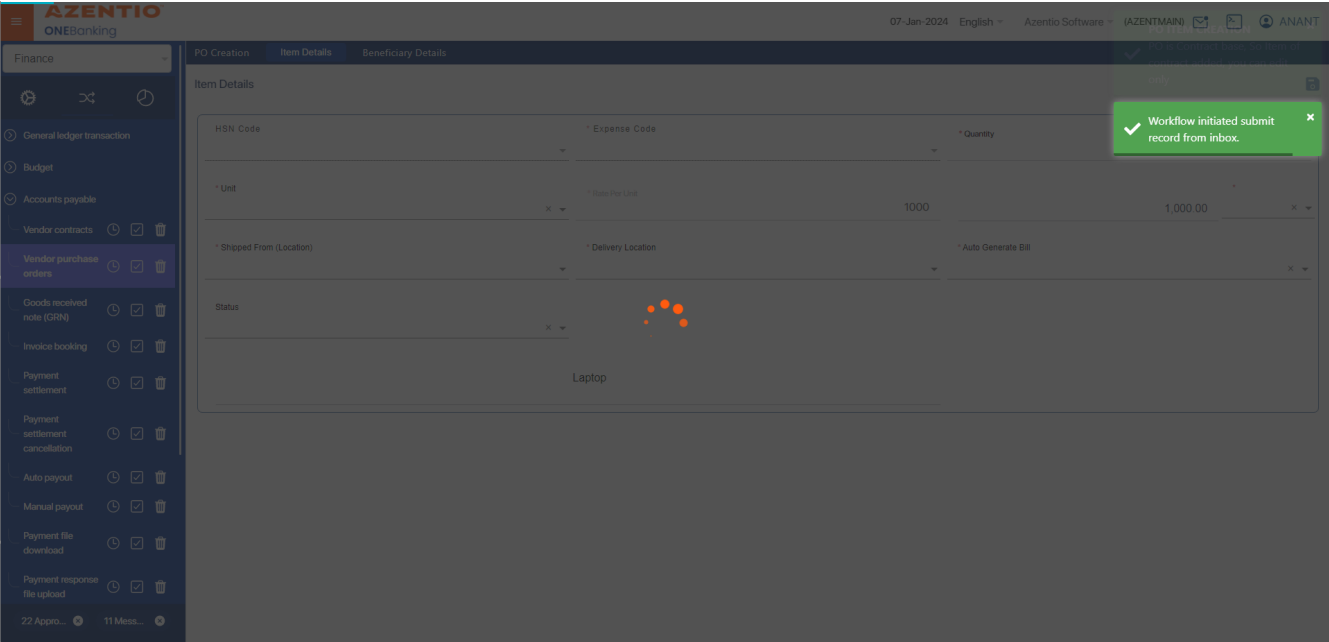 AZENTIO
ONEBanking
07-Jan-2024 English Azentio Software (AZENTMAIN) ANANT
Finance
PO Creation Item Details Beneficiary Details
Item Details
PO ITEM CREATION
Workflow initiated submit
record from inbox.
HSN Code
* Expense Code
* Quantity
* Unit
1000
1,000.00
*
* Shipped From (Location)
* Delivery Location
* Auto Generate Bill
Status
Laptop
General ledger transaction
Budget
Accounts payable
Vendor contracts
Vendor purchase
orders
Goods received
note (GRN)
Invoice booking
Payment
settlement
Payment
settlement
cancellation
Auto payout
Manual payout
Payment file
download
Payment response
file upload
22 Appro... 11 Mess...